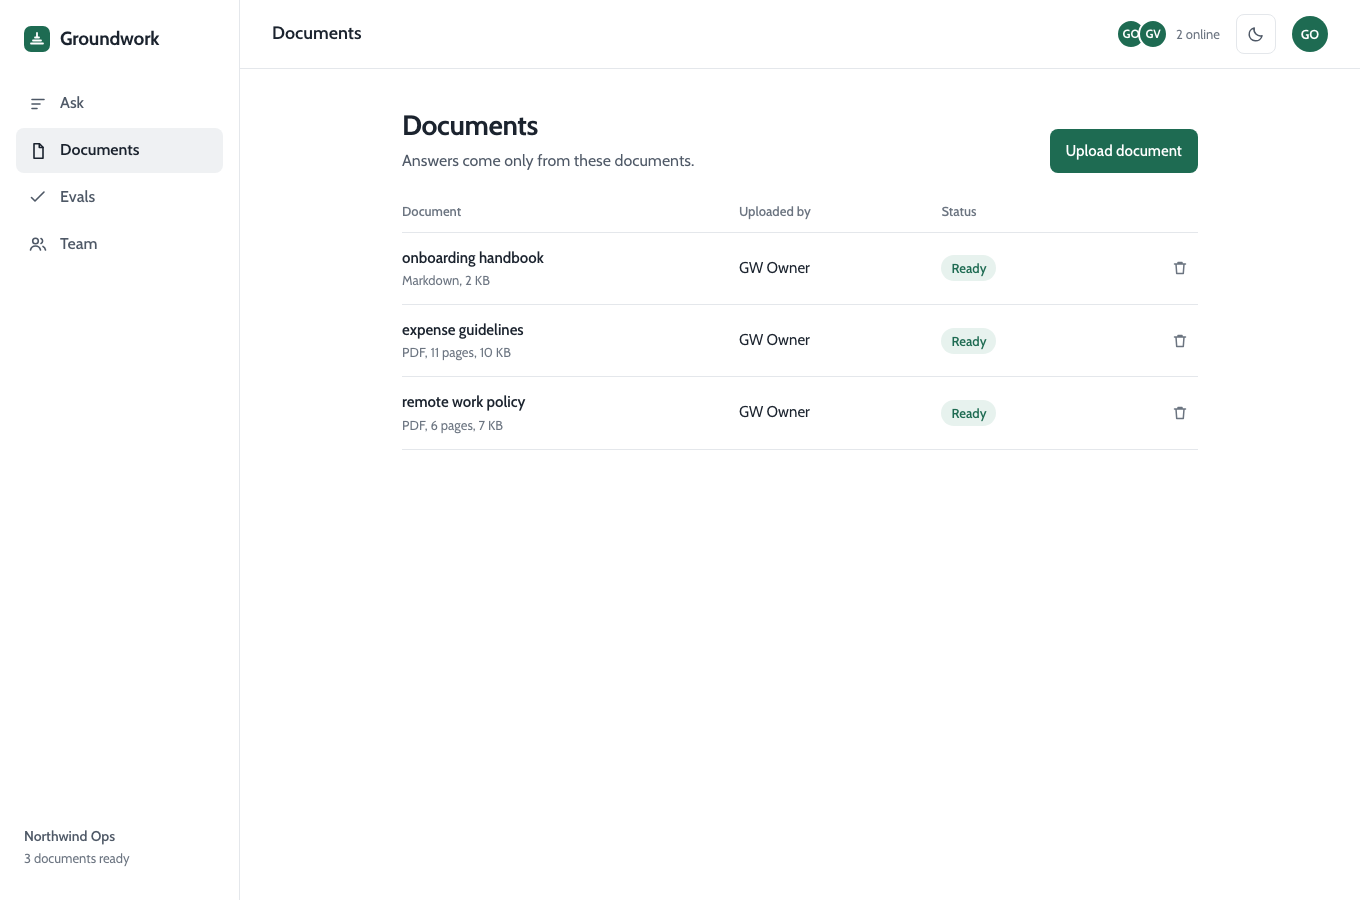 Groundwork
Ask
Documents
Evals
Team
Northwind Ops
3 documents ready
Documents
GO GV 2 online
GO
Documents
Answers come only from these documents.
Upload document
Document Uploaded by Status
onboarding handbook
Markdown, 2 KB
GW Owner
Ready
expense guidelines
PDF, 11 pages, 10 KB
GW Owner
Ready
remote work policy
PDF, 6 pages, 7 KB
GW Owner
Ready